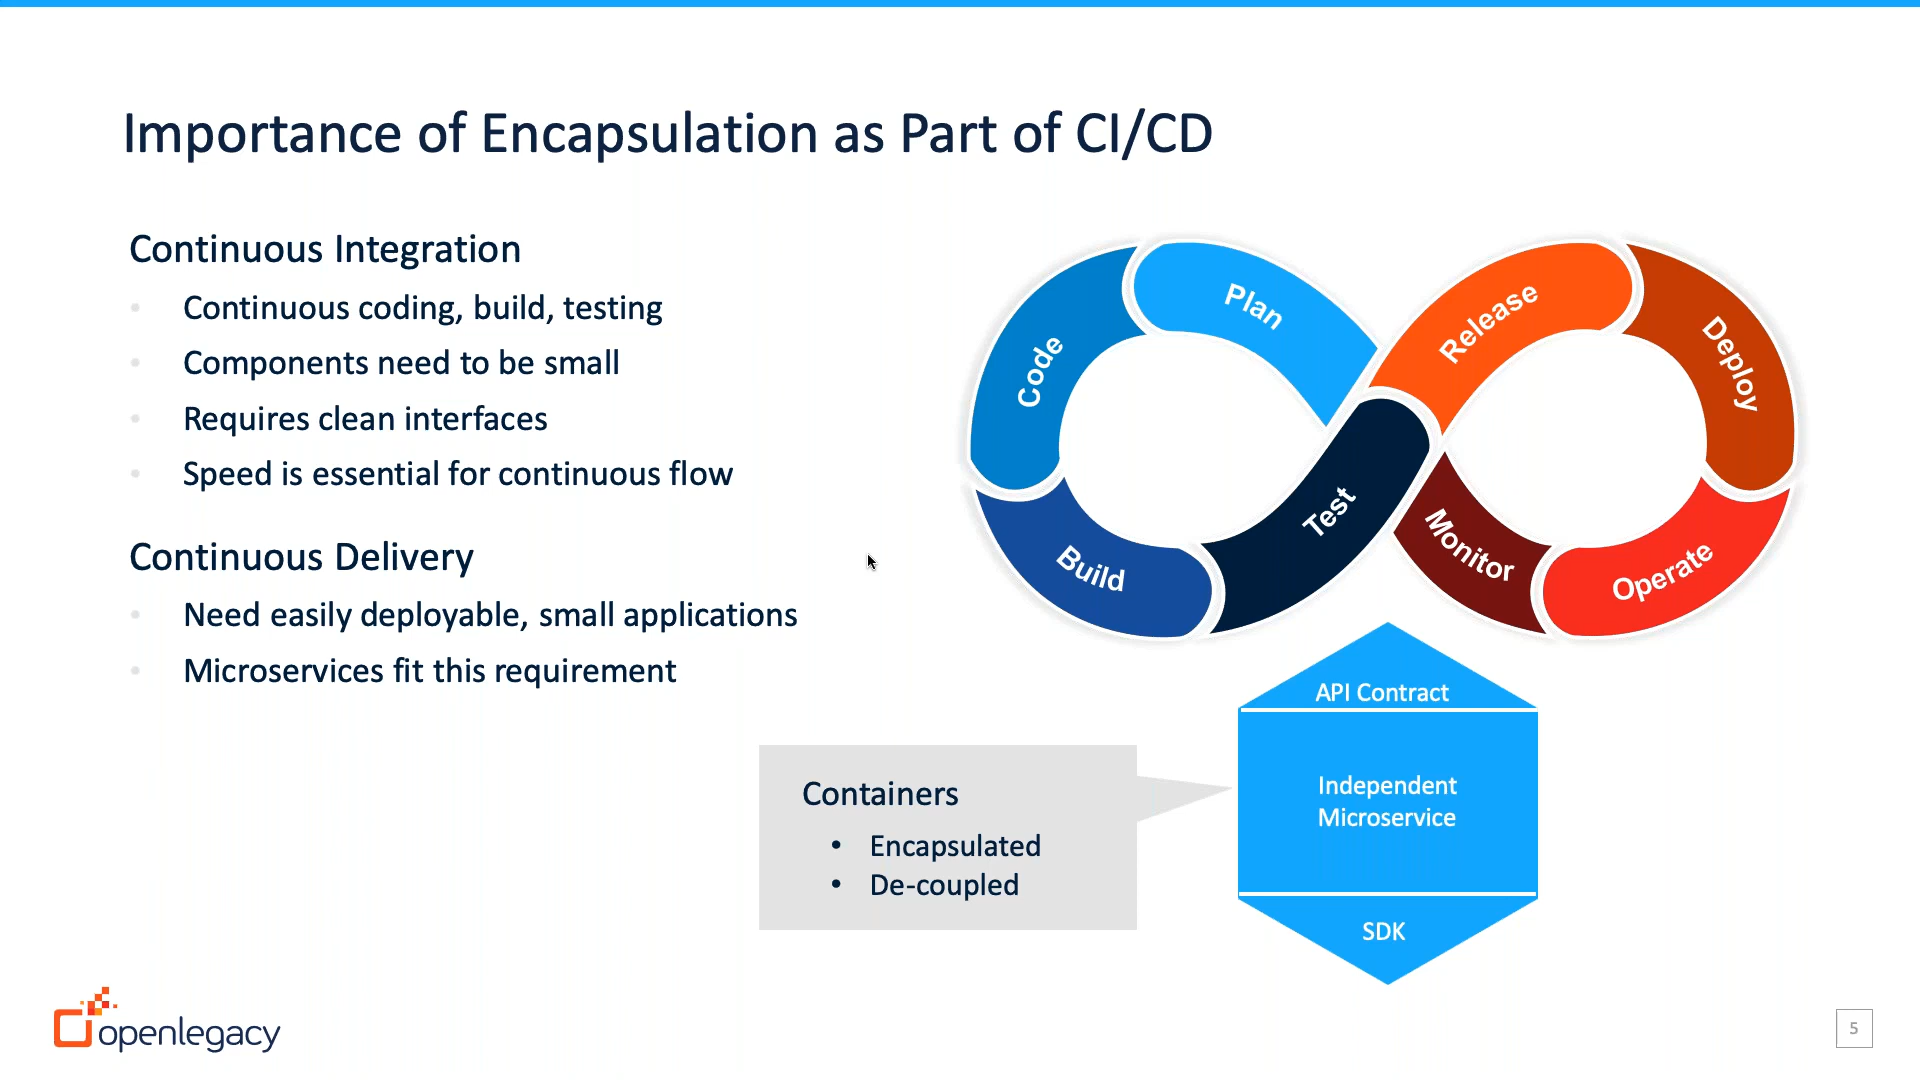 Importance of Encapsulation as Part of CI/CD
Continuous Integration
• Continuous coding, build, testing
• Components need to be small
• Requires clean interfaces
• Speed is essential for continuous flow
Continuous Delivery
• Need easily deployable, small applications
• Microservices fit this requirement
Plan
Code
Build
Test
Release
Deploy
Operate
Monitor
API Contract
Independent
Microservice
SDK
Containers
• Encapsulated
• De-coupled
openlegacy
5